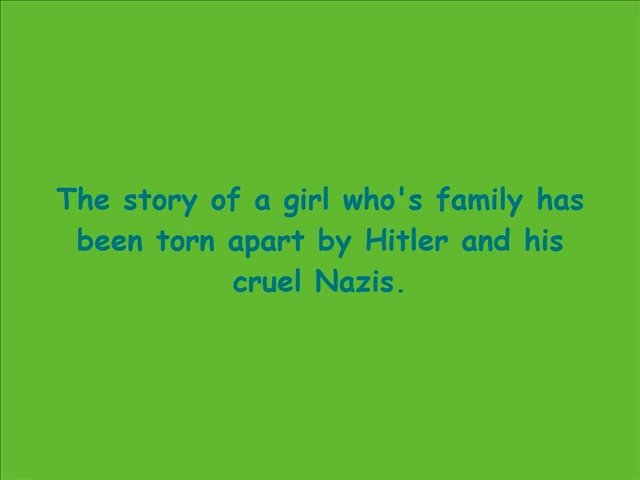 The story of a girl who's family has
been torn apart by Hitler and his
cruel Nazis.